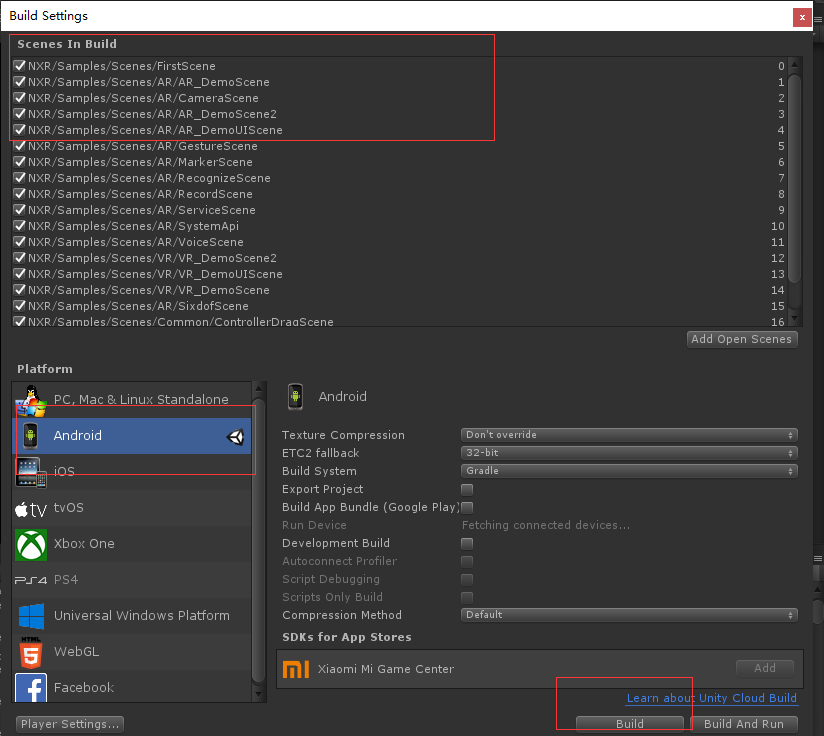 Build Settings
x
Scenes In Build
NXR/Samples/Scenes/FirstScene 0
NXR/Samples/Scenes/AR/AR_DemoScene 1
NXR/Samples/Scenes/AR/CameraScene 2
NXR/Samples/Scenes/AR/AR_DemoScene2 3
NXR/Samples/Scenes/AR/AR_DemoUIScene 4
NXR/Samples/Scenes/AR/GestureScene 5
NXR/Samples/Scenes/AR/MarkerScene 6
NXR/Samples/Scenes/AR/RecognizeScene 7
NXR/Samples/Scenes/AR/RecordScene 8
NXR/Samples/Scenes/AR/ServiceScene 9
NXR/Samples/Scenes/AR/SystemApi 10
NXR/Samples/Scenes/AR/VoiceScene 11
NXR/Samples/Scenes/VR/VR_DemoScene2 12
NXR/Samples/Scenes/VR/VR_DemoUIScene 13
NXR/Samples/Scenes/VR/VR_DemoScene 14
NXR/Samples/Scenes/AR/SixdofScene 15
NXR/Samples/Scenes/Common/ControllerDragScene 16
Add Open Scenes
Platform
PC, Mac & Linux Standalone
Android
iOS
tv tvOS
Xbox One
PS4 PS4
Universal Windows Platform
HTML 5 WebGL
f Facebook
Player Settings...
Android
Texture Compression Don't override
ETC2 fallback 32-bit
Build System Gradle
Export Project
Build App Bundle (Google Play)
Run Device Fetching connected devices...
Development Build
Autoconnect Profiler
Script Debugging
Scripts Only Build
Compression Method Default
SDKs for App Stores
mi Xiaomi Mi Game Center Add
Learn about Unity Cloud Build
Build Build And Run